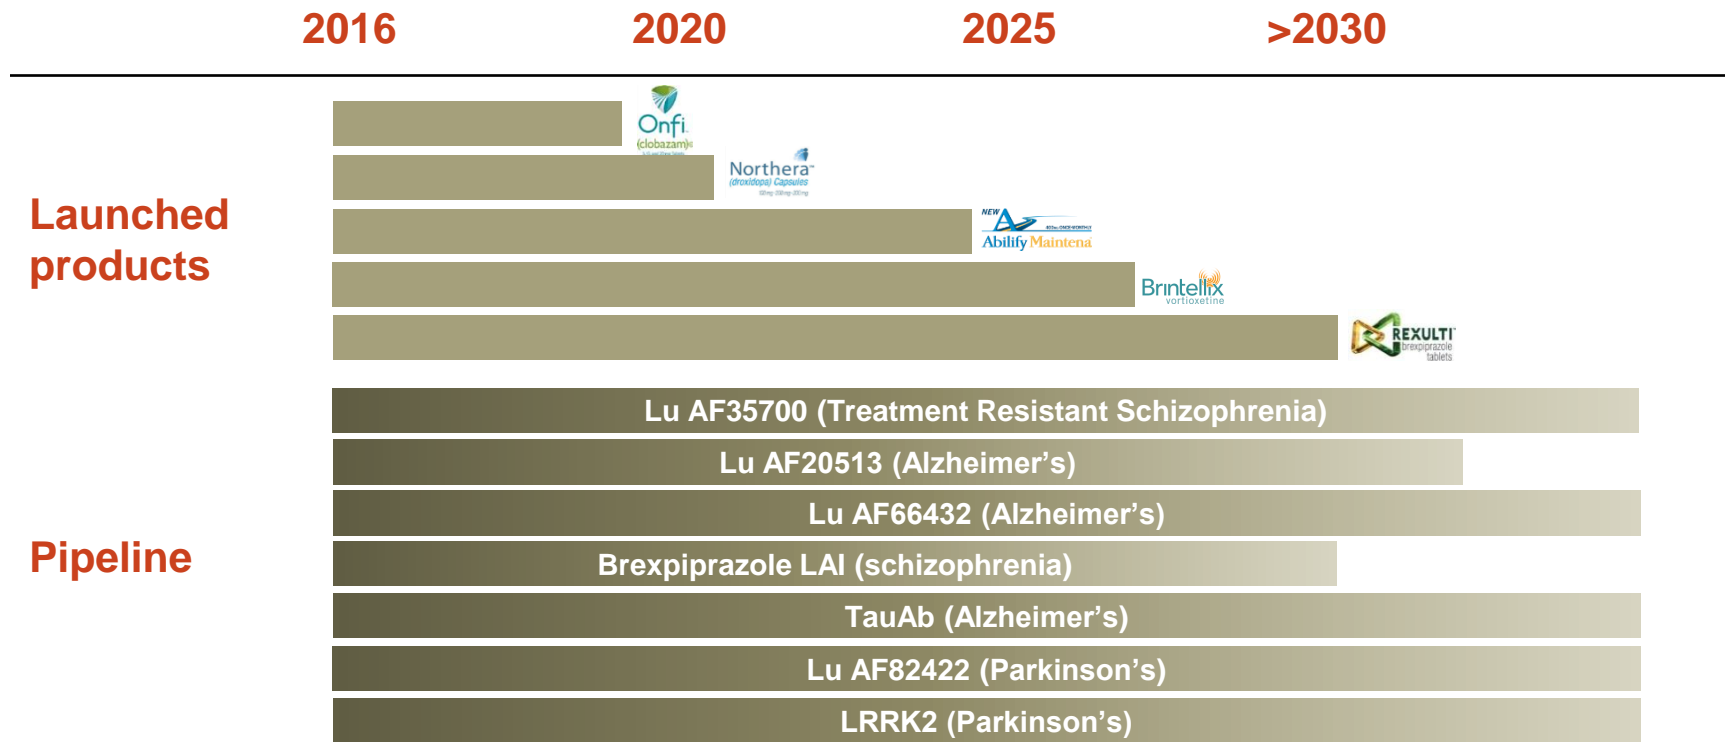 2016 2020 2025 >2030
Launched
products
Onfi
(clobazam)
Northera
(droxidopa) Capsules
NEW
Abilify Maintena
Brintellix
vortioxetine
REXULTI
brexpiprazole
tablets
Pipeline
Lu AF35700 (Treatment Resistant Schizophrenia)
Lu AF20513 (Alzheimer’s)
Lu AF66432 (Alzheimer’s)
Brexpiprazole LAI (schizophrenia)
TauAb (Alzheimer’s)
Lu AF82422 (Parkinson’s)
LRRK2 (Parkinson’s)